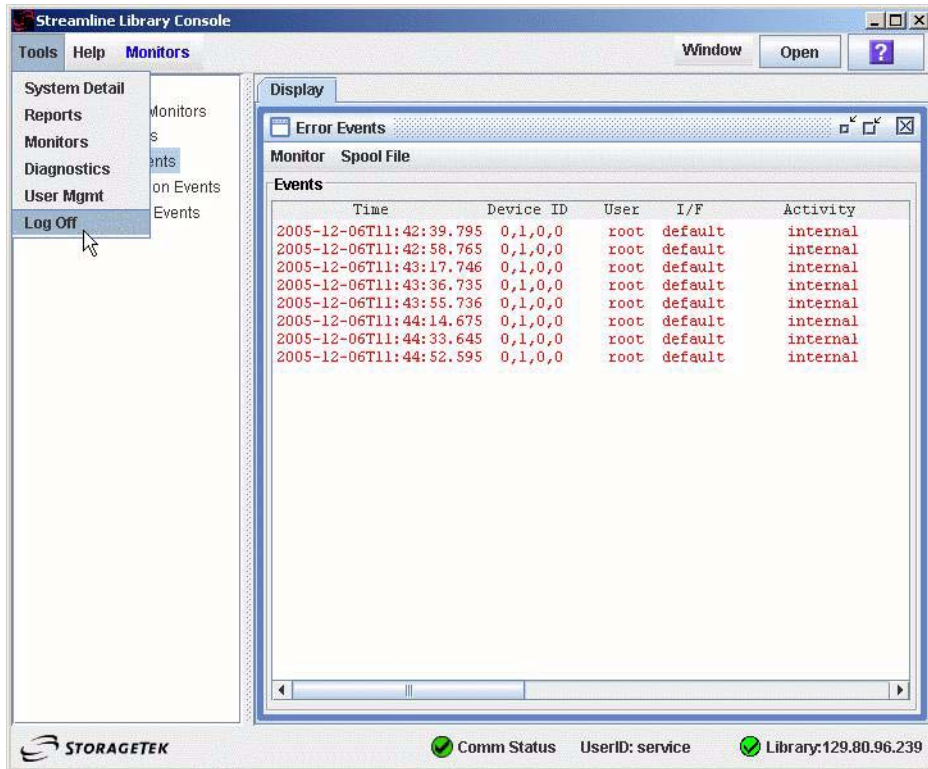 Streamline Library Console
Tools Help Monitors Window Open ?
System Detail
Reports
Monitors
Diagnostics
User Mgmt
Log Off
Monitors
on Events
Events
Display
Error Events
Monitor Spool File
Events
Time Device ID User I/F Activity
2005-12-06T11:42:39.795 0,1,0,0 root default internal
2005-12-06T11:42:58.765 0,1,0,0 root default internal
2005-12-06T11:43:17.746 0,1,0,0 root default internal
2005-12-06T11:43:36.735 0,1,0,0 root default internal
2005-12-06T11:43:55.736 0,1,0,0 root default internal
2005-12-06T11:44:14.675 0,1,0,0 root default internal
2005-12-06T11:44:33.645 0,1,0,0 root default internal
2005-12-06T11:44:52.595 0,1,0,0 root default internal
STORAGETEK Comm Status UserID: service Library:129.80.96.239